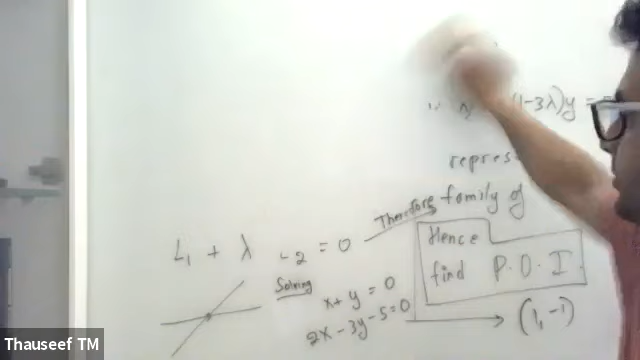 (1-3λ)y =
family of
Therefore
Hence
find P.O.I.
L₁ + λ L₂ = 0
Solving
x + y = 0
2x - 3y - 5 = 0
(1, -1)
Thauseef TM